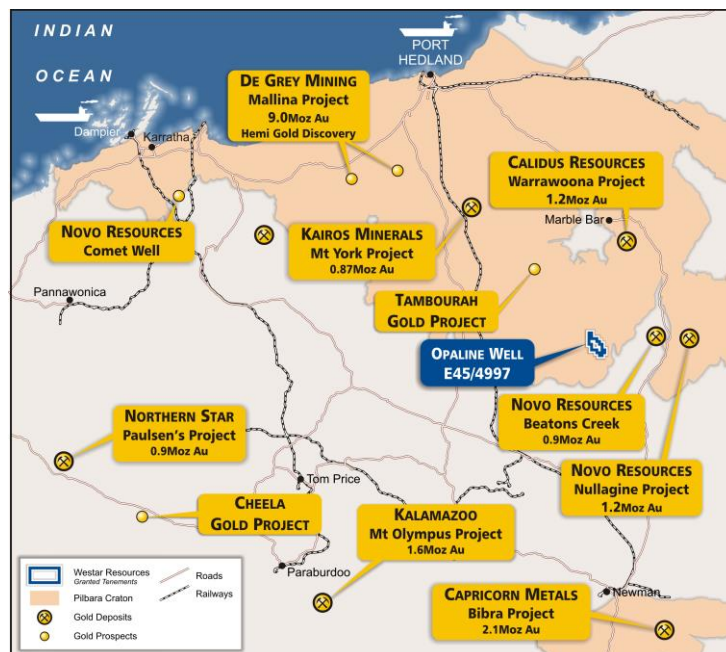 INDIAN
OCEAN
PORT
HEDLAND
Dampier
Karratha
DE GREY MINING
Mallina Project
9.0Moz Au
Hemi Gold Discovery
CALIDUS RESOURCES
Warrawoona Project
1.2Moz Au
Marble Bar
NOVO RESOURCES
Comet Well
KAIROS MINERALS
Mt York Project
0.87Moz Au
Pannawonica
TAMBOURAH
GOLD PROJECT
OPALINE WELL
E45/4997
NOVO RESOURCES
Beatons Creek
0.9Moz Au
NORTHERN STAR
Paulsen's Project
0.9Moz Au
NOVO RESOURCES
Nullagine Project
1.2Moz Au
Tom Price
CHEELA
GOLD PROJECT
KALAMAZOO
Mt Olympus Project
1.6Moz Au
Paraburdoo
CAPRICORN METALS
Bibra Project
2.1Moz Au
Newman
Westar Resources
Granted Tenements
Pilbara Craton
Gold Deposits
Gold Prospects
Roads
Railways